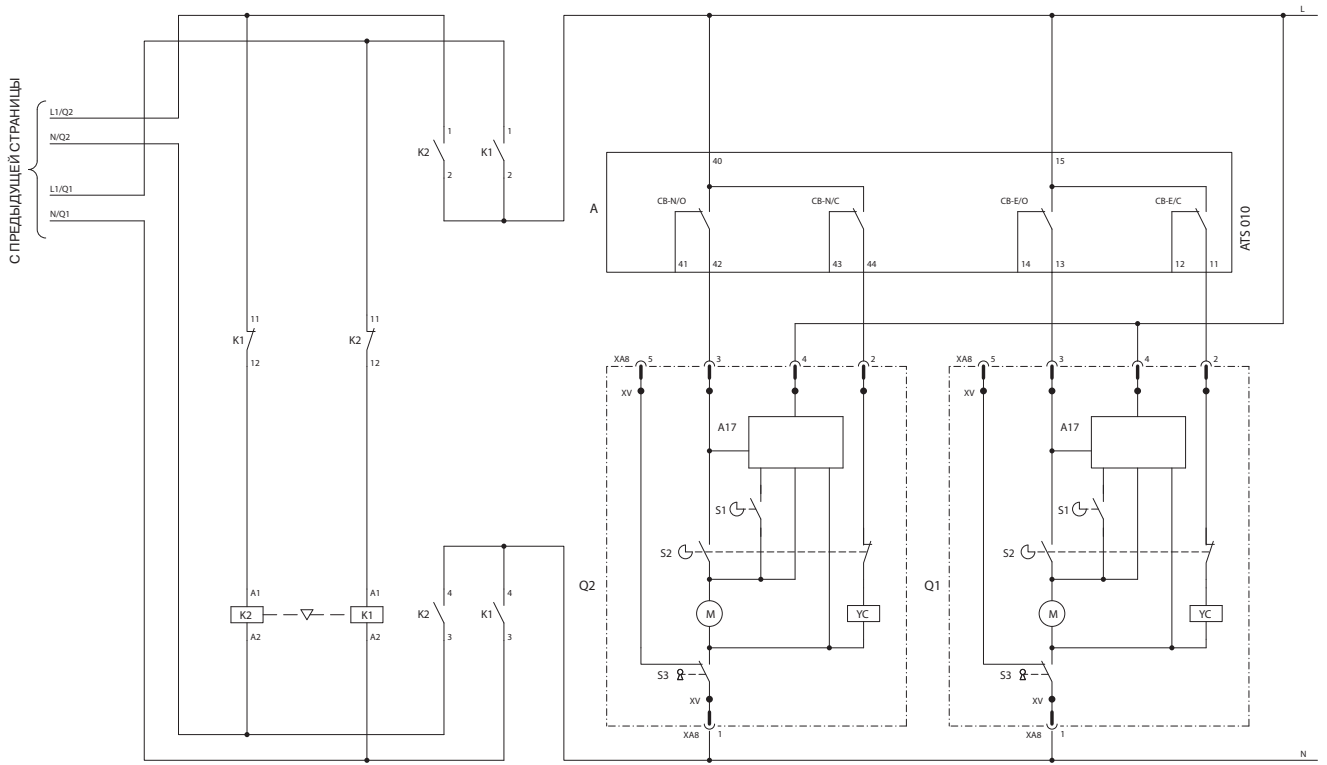 L
С ПРЕДЫДУЩЕЙ СТРАНИЦЫ
L1/Q2
N/Q2
L1/Q1
N/Q1
K2
1
2
K1
1
2
A
40
15
CB-N/O
CB-N/C
CB-E/O
CB-E/C
41
42
43
44
14
13
12
11
ATS 010
K1
11
12
K2
11
12
XA8
5
3
4
2
XA8
5
3
4
2
XV
XV
A17
A17
S1
S1
S2
S2
Q2
Q1
A1
K2
A2
A1
K1
A2
K2
4
3
K1
4
3
M
YC
M
YC
S3
S3
XV
XV
XA8
1
XA8
1
N